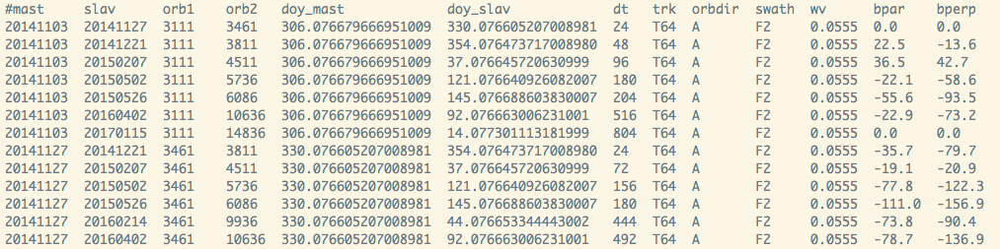 #mast slav orb1 orb2 doy_mast doy_slav dt trk orbdir swath wv bpar bperp
20141103 20141127 3111 3461 306.076679666951009 330.076605207008981 24 T64 A F2 0.0555 0.0 0.0
20141103 20141221 3111 3811 306.076679666951009 354.076473717008980 48 T64 A F2 0.0555 22.5 -13.6
20141103 20150207 3111 4511 306.076679666951009 37.076645720630999 96 T64 A F2 0.0555 36.5 42.7
20141103 20150502 3111 5736 306.076679666951009 121.076640926082007 180 T64 A F2 0.0555 -22.1 -58.6
20141103 20150526 3111 6086 306.076679666951009 145.076688603830007 204 T64 A F2 0.0555 -55.6 -93.5
20141103 20160402 3111 10636 306.076679666951009 92.076663006231001 516 T64 A F2 0.0555 -22.9 -73.2
20141103 20170115 3111 14836 306.076679666951009 14.077301113181999 804 T64 A F2 0.0555 0.0 0.0
20141127 20141221 3461 3811 330.076605207008981 354.076473717008980 24 T64 A F2 0.0555 -35.7 -79.7
20141127 20150207 3461 4511 330.076605207008981 37.076645720630999 72 T64 A F2 0.0555 -19.1 -20.9
20141127 20150502 3461 5736 330.076605207008981 121.076640926082007 156 T64 A F2 0.0555 -77.8 -122.3
20141127 20150526 3461 6086 330.076605207008981 145.076688603830007 180 T64 A F2 0.0555 -111.0 -156.9
20141127 20160214 3461 9936 330.076605207008981 44.076653344443002 444 T64 A F2 0.0555 -73.8 -90.4
20141127 20160402 3461 10636 330.076605207008981 92.076663006231001 492 T64 A F2 0.0555 -78.7 -136.9